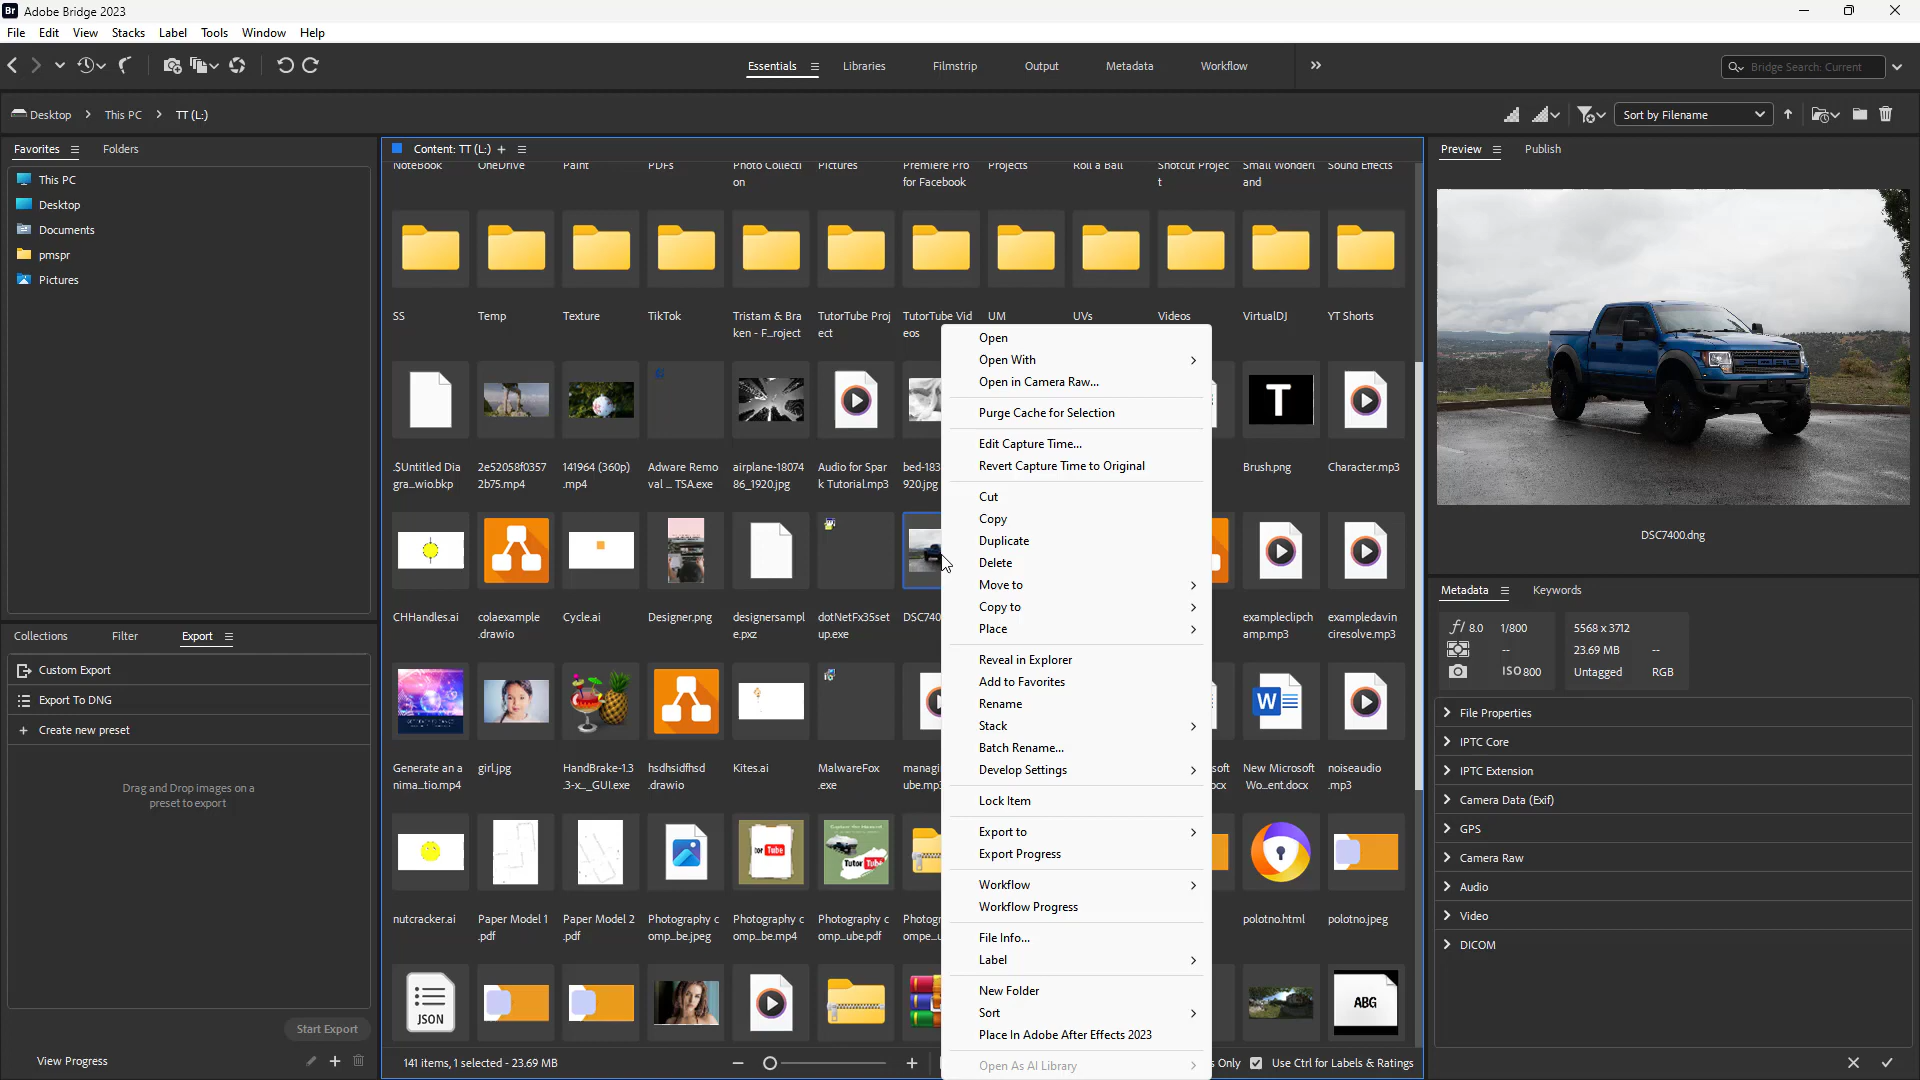 Br Adobe Bridge 2023
File Edit View Stacks Label Tools Window Help
Essentials Libraries Filmstrip Output Metadata Workflow
Bridge Search: Current
Desktop This PC TT (L:)
Sort by Filename
Favorites Folders
This PC
Desktop
Documents
pmspr
Pictures
Collections Filter Export
Custom Export
Export To DNG
Create new preset
Drag and Drop images on a
preset to export
Start Export
View Progress
Content: TT (L:)
NoteBook OneDrive Paint PDFs Photo Collecti Pictures Premiere Pro Projects Roll a Ball Shotcut Projec Small Wonderl Sound Effects
on for Facebook t and
SS Temp Texture TikTok Tristam & Bra TutorTube Proj TutorTube Vid UM UVs Videos VirtualDJ YT Shorts
ken - F...roject ect eos
T
.$Untitled Dia 2e52058f0357 141964 (360p) Adware Remo airplane-18074 Audio for Spar bed-183 Brush.png Character.mp3
gra...wio.bkp 2b75.mp4 .mp4 val ... TSA.exe 86_1920.jpg k Tutorial.mp3 920.jpg
CHHandles.ai colaexample Cycle.ai Designer.png designersampl dotNetFx35set DSC740 exampleclipch exampledavin
.drawio e.pxz up.exe amp.mp3 ciresolve.mp3
Generate an a girl.jpg HandBrake-1.3 hsdhsidfhsd Kites.ai MalwareFox managi soft New Microsoft noiseaudio
nima...tio.mp4 .3-x..._GUI.exe .drawio .exe ube.mp ocx Wo...ent.docx .mp3
tor Tube
Tutor Tube
nutcracker.ai Paper Model 1 Paper Model 2 Photography c Photography c Photography c Photogr polotno.html polotno.jpeg
.pdf .pdf omp...be.jpeg omp...be.mp4 omp...ube.pdf ompe...u
JSON
ABG
141 items, 1 selected - 23.69 MB
s Only Use Ctrl for Labels & Ratings
Open
Open With
Open in Camera Raw...
Purge Cache for Selection
Edit Capture Time...
Revert Capture Time to Original
Cut
Copy
Duplicate
Delete
Move to
Copy to
Place
Reveal in Explorer
Add to Favorites
Rename
Stack
Batch Rename...
Develop Settings
Lock Item
Export to
Export Progress
Workflow
Workflow Progress
File Info...
Label
New Folder
Sort
Place In Adobe After Effects 2023
Open As AI Library
Preview Publish
DSC7400.dng
Metadata Keywords
f/ 8.0 1/800 5568 x 3712
-- 23.69 MB --
-- ISO800 Untagged RGB
File Properties
IPTC Core
IPTC Extension
Camera Data (Exif)
GPS
Camera Raw
Audio
Video
DICOM